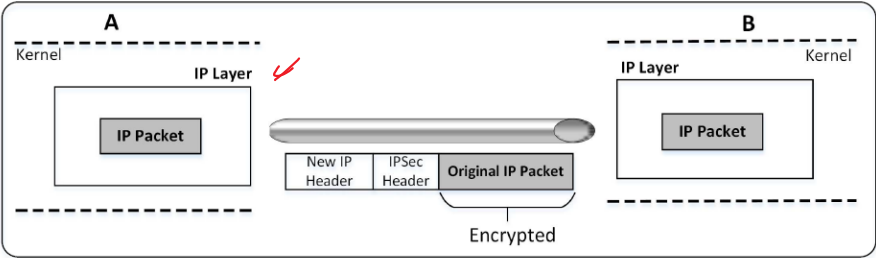 A
B
Kernel
Kernel
IP Layer
IP Layer
IP Packet
IP Packet
New IP
Header
IPSec
Header
Original IP Packet
Encrypted